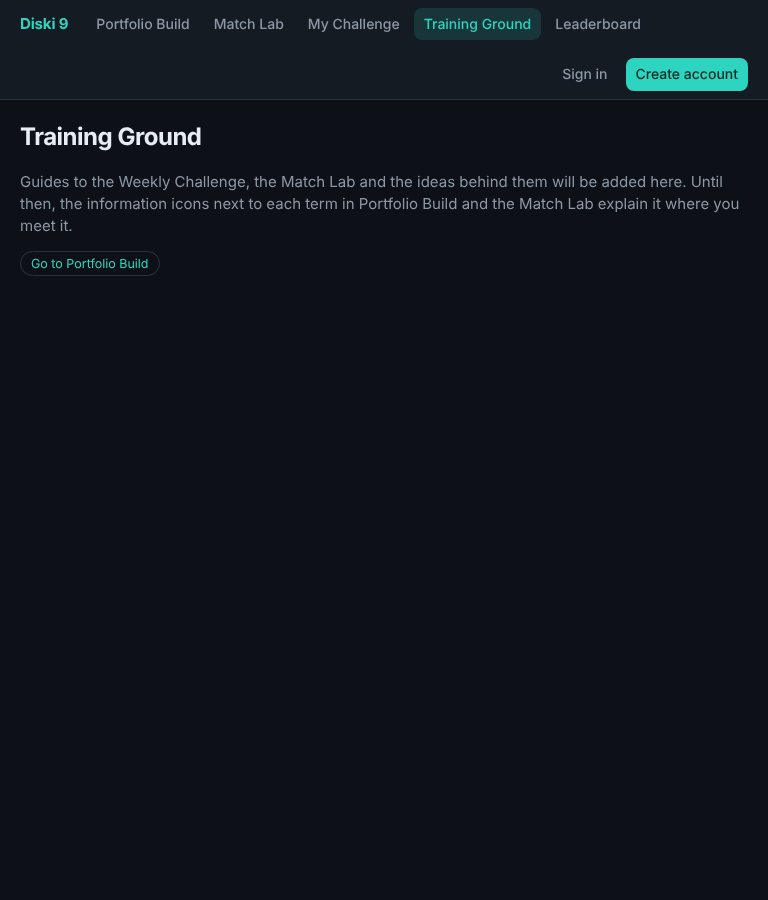 Diski 9 Portfolio Build Match Lab My Challenge Training Ground Leaderboard
Sign in Create account
Training Ground
Guides to the Weekly Challenge, the Match Lab and the ideas behind them will be added here. Until
then, the information icons next to each term in Portfolio Build and the Match Lab explain it where you
meet it.
Go to Portfolio Build